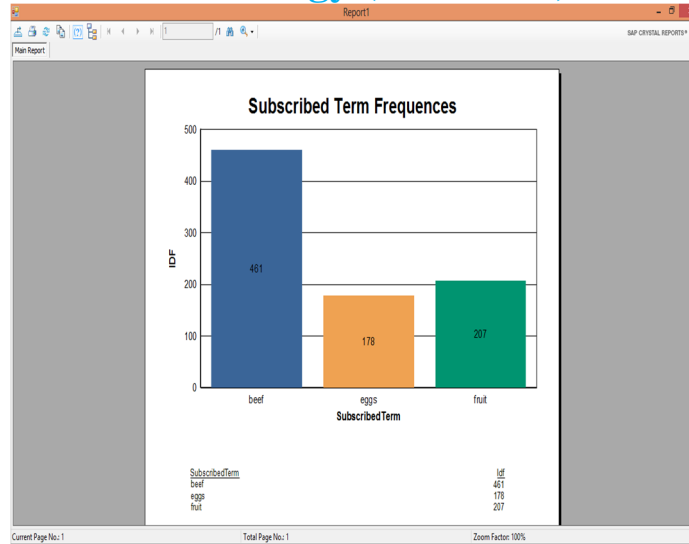 Report1
1 /1
SAP CRYSTAL REPORTS®
Main Report
Subscribed Term Frequences
500
400
300
200
100
0
IDF
461
178
207
beef eggs fruit
SubscribedTerm
SubscribedTerm Idf
beef 461
eggs 178
fruit 207
Current Page No.: 1 Total Page No.: 1 Zoom Factor: 100%